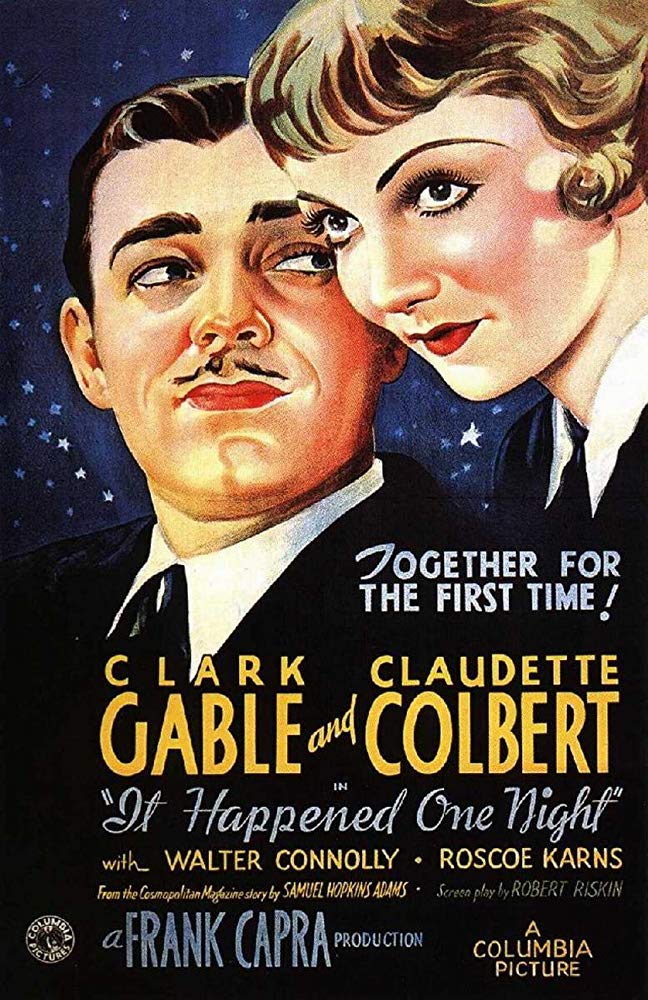 TOGETHER FOR
THE FIRST TIME!
CLARK CLAUDETTE
GABLE and COLBERT
IN
"It Happened One Night"
with WALTER CONNOLLY • ROSCOE KARNS
From the Cosmopolitan Magazine story by SAMUEL HOPKINS ADAMS • Screen play by ROBERT RISKIN
a FRANK CAPRA PRODUCTION
A
COLUMBIA
PICTURE
COLUMBIA
PICTURES